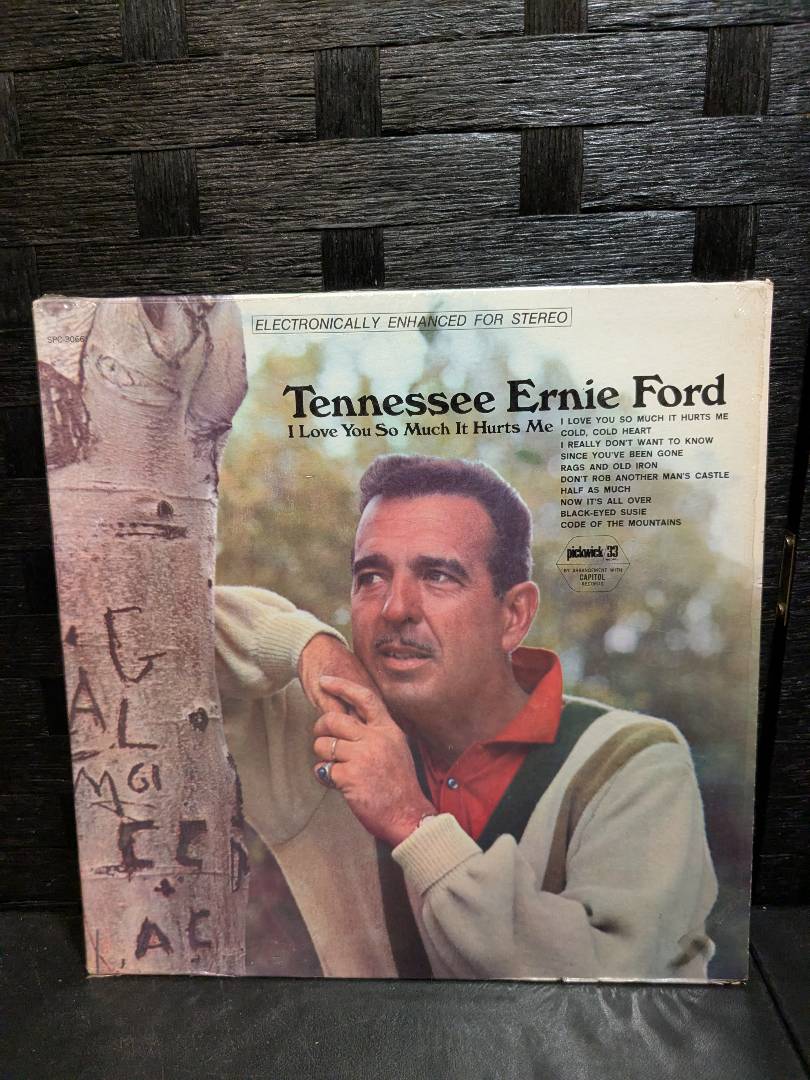 SPC-3066
ELECTRONICALLY ENHANCED FOR STEREO
Tennessee Ernie Ford
I Love You So Much It Hurts Me
I LOVE YOU SO MUCH IT HURTS ME
COLD, COLD HEART
I REALLY DON'T WANT TO KNOW
SINCE YOU'VE BEEN GONE
RAGS AND OLD IRON
DON'T ROB ANOTHER MAN'S CASTLE
HALF AS MUCH
NOW IT'S ALL OVER
BLACK-EYED SUSIE
CODE OF THE MOUNTAINS
pickwick/33
RECORDS
BY ARRANGEMENT WITH
CAPITOL
RECORDS
G
A L
M GI
C C
+
A C